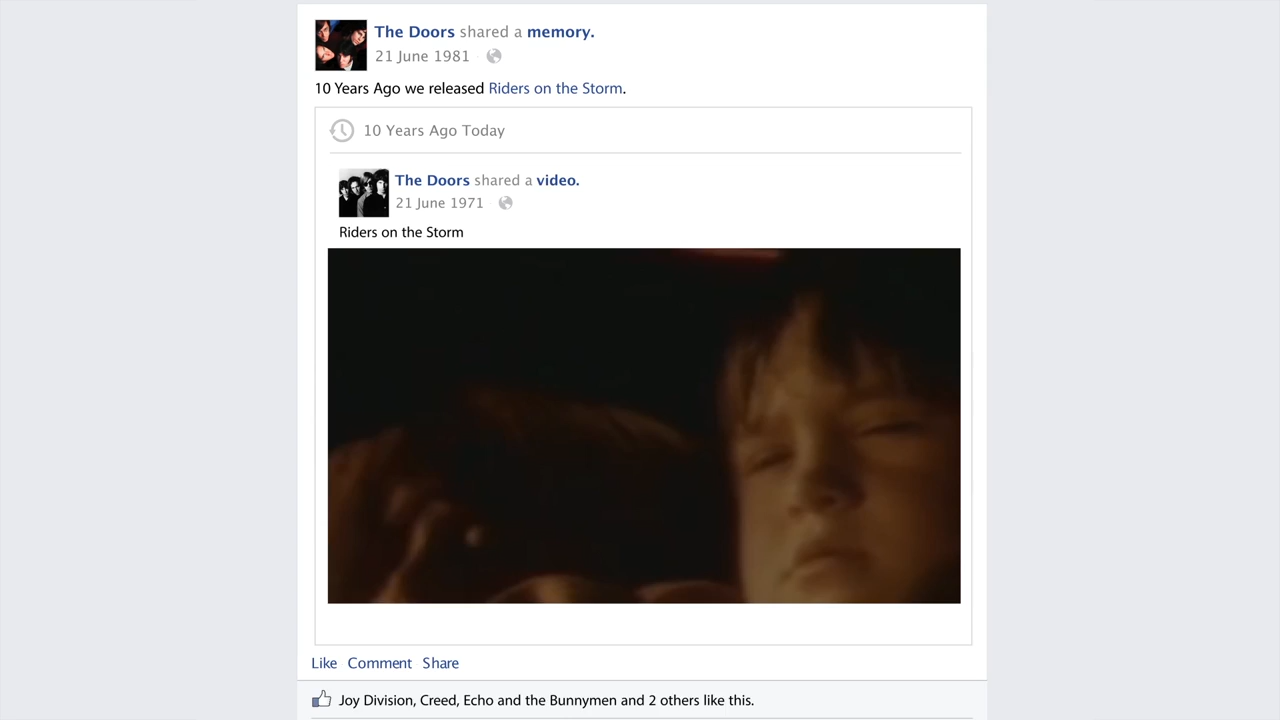 The Doors shared a memory.
21 June 1981
10 Years Ago we released Riders on the Storm.
10 Years Ago Today
The Doors shared a video.
21 June 1971
Riders on the Storm
Like Comment Share
Joy Division, Creed, Echo and the Bunnymen and 2 others like this.